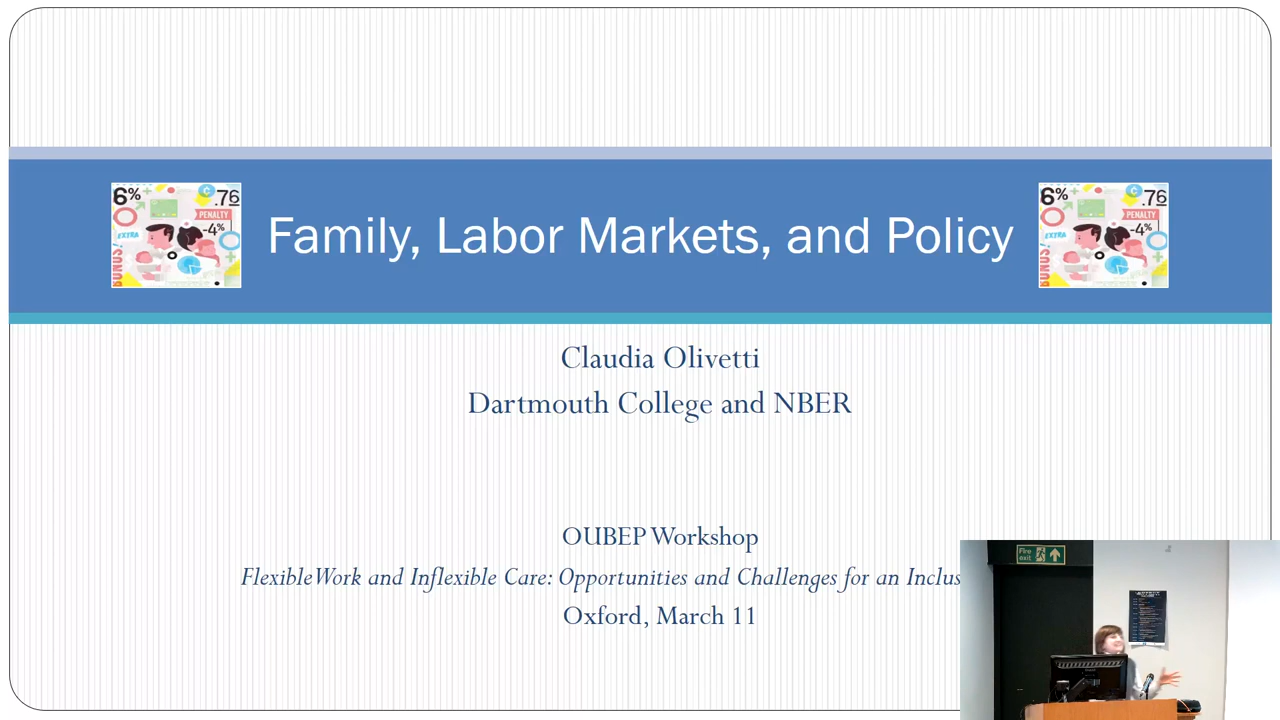 6%
.76
PENALTY
-4%
EXTRA
BONUS
Family, Labor Markets, and Policy
6%
.76
PENALTY
-4%
EXTRA
BONUS
Claudia Olivetti
Dartmouth College and NBER
OUBEP Workshop
Flexible Work and Inflexible Care: Opportunities and Challenges for an Inclus
Oxford, March 11
Fire
exit